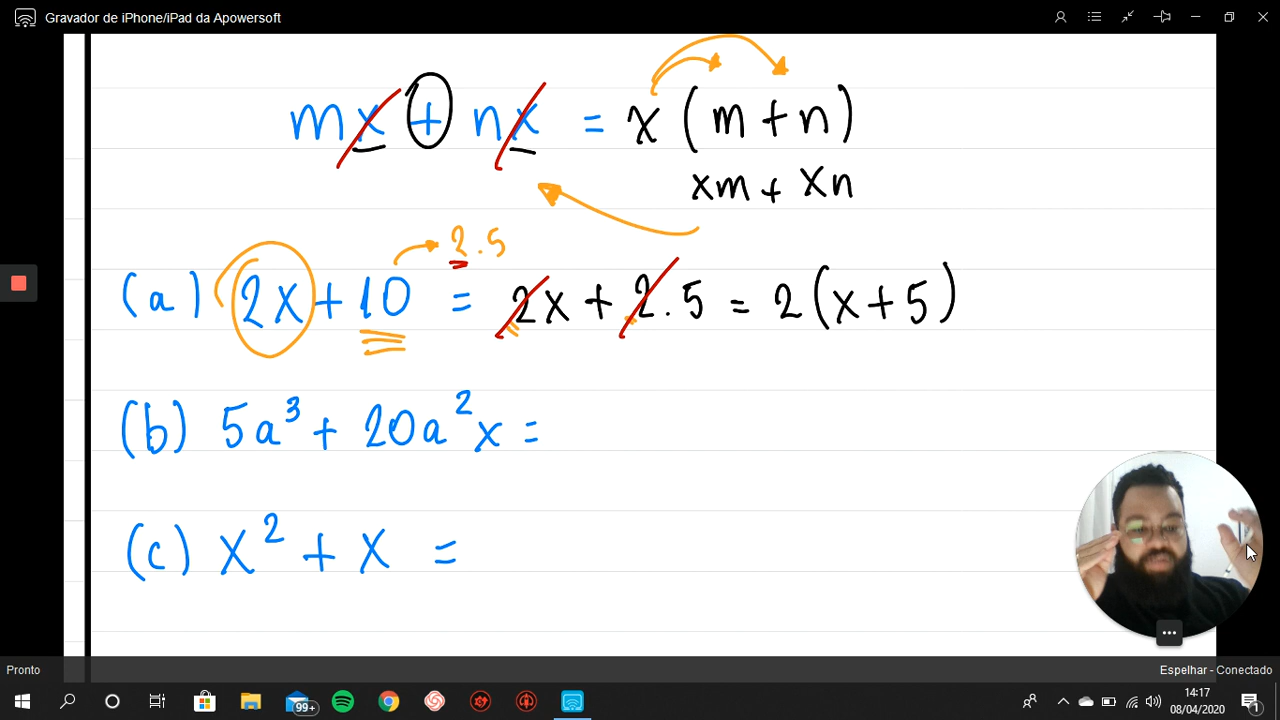 Gravador de iPhone/iPad da Apowersoft
mx + nx = x (m + n)
xm + xn
2.5
(a) 2x + 10 = 2x + 2.5 = 2 (x + 5)
(b) 5a³ + 20a²x =
(c) x² + x =
Pronto
Espelhar - Conectado
99+
14:17
08/04/2020
1